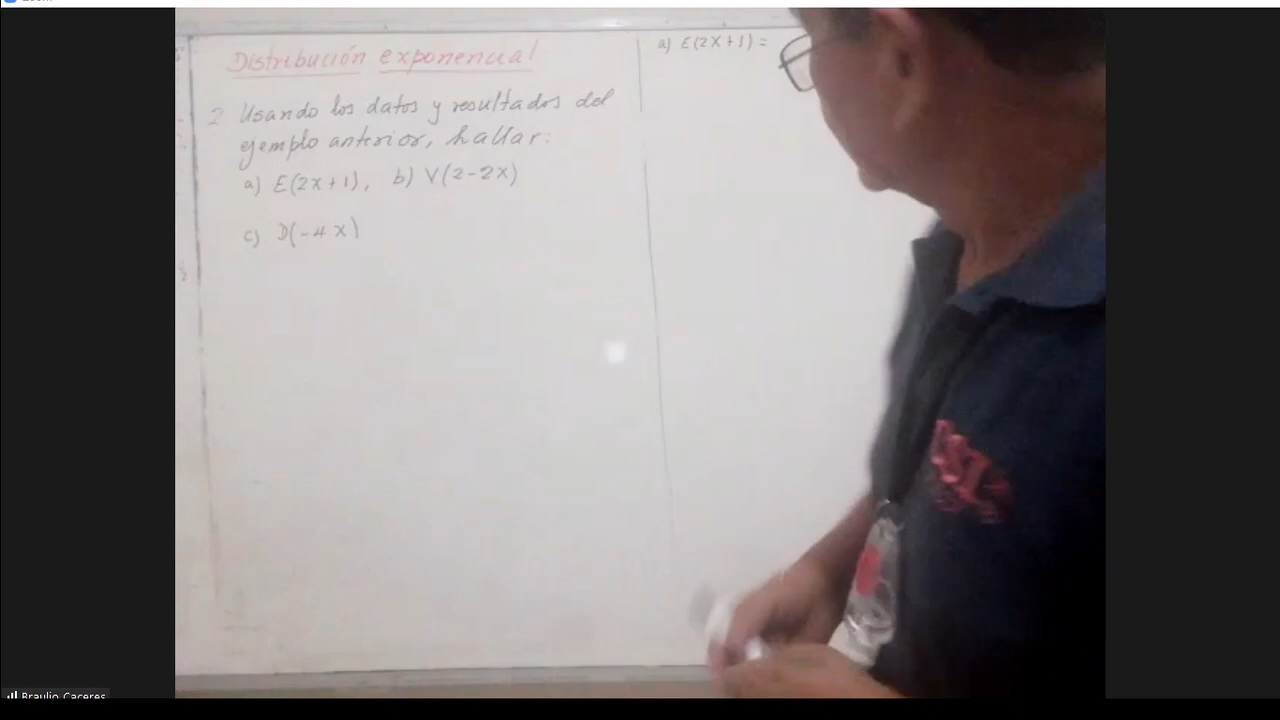 Distribución exponencial
2 Usando los datos y resultados del
ejemplo anterior, hallar:
a) E(2x+1), b) V(2-2x)
c) D(-4x)
a) E(2x+1) =
Braulio Caceres